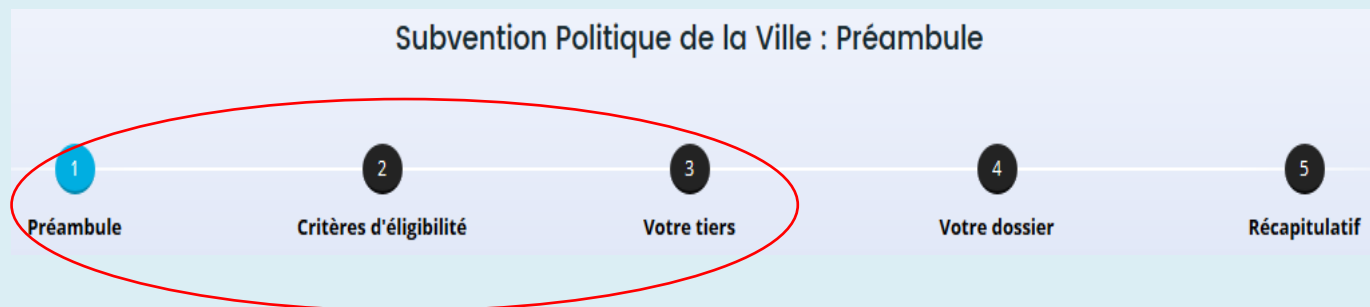 Subvention Politique de la Ville : Préambule
1 2 3 4 5
Préambule Critères d'éligibilité Votre tiers Votre dossier Récapitulatif